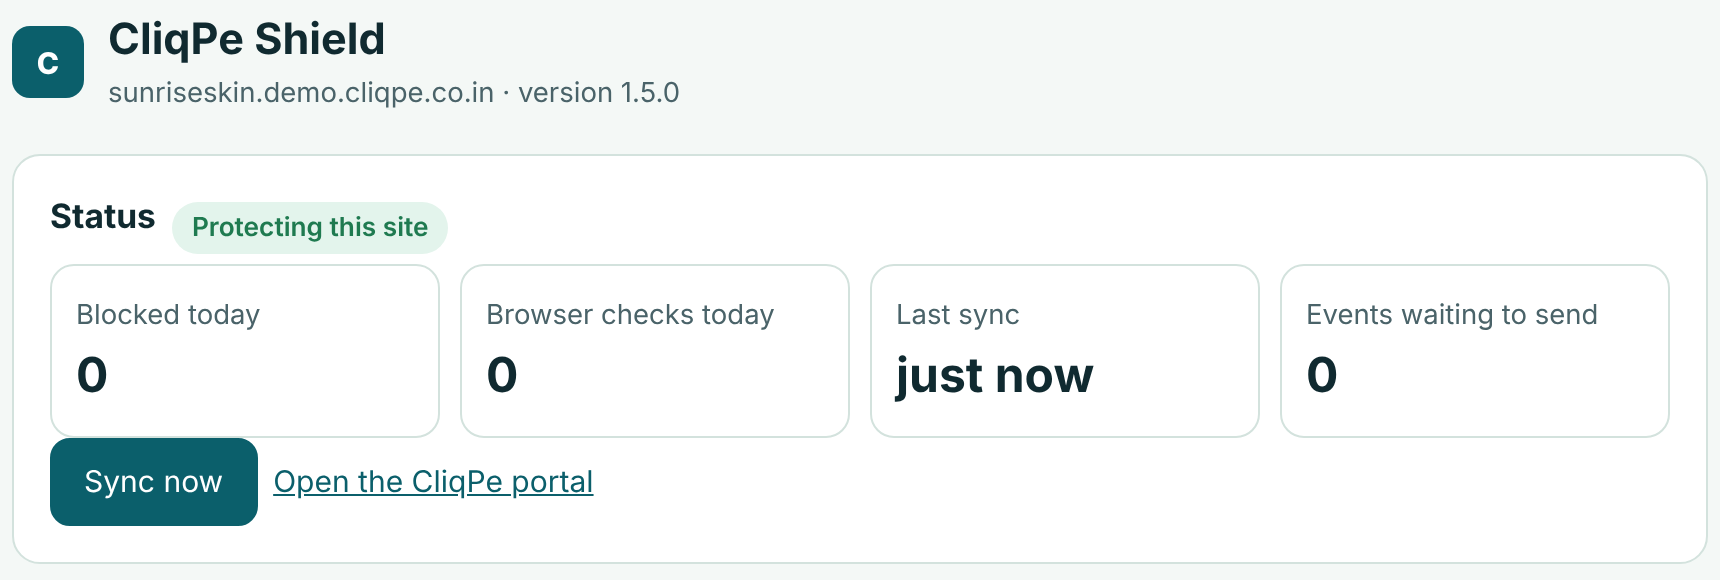 C
CliqPe Shield
sunriseskin.demo.cliqpe.co.in · version 1.5.0
Status
Protecting this site
Blocked today
0
Browser checks today
0
Last sync
just now
Events waiting to send
0
Sync now
Open the CliqPe portal